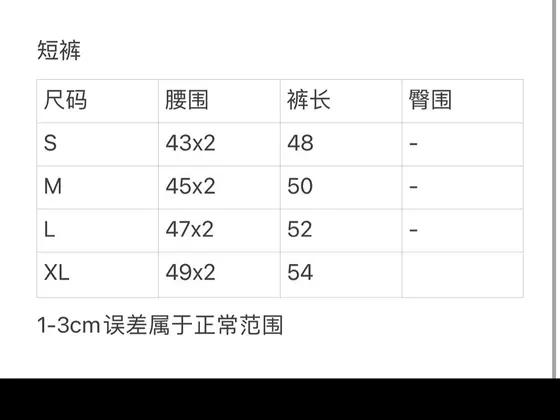 短裤
尺码 腰围 裤长 臀围
S 43x2 48 -
M 45x2 50 -
L 47x2 52 -
XL 49x2 54
1-3cm误差属于正常范围